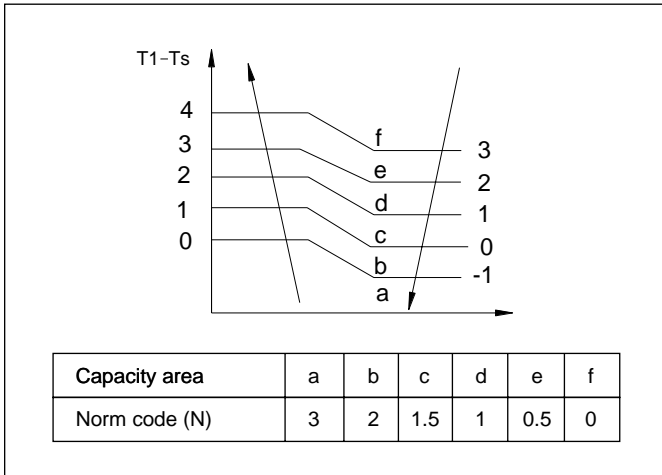 T1-Ts
4
f
3
3
e
2
2
d
1
1
c
0
0
b
-1
a
Capacity area a b c d e f
Norm code (N) 3 2 1.5 1 0.5 0